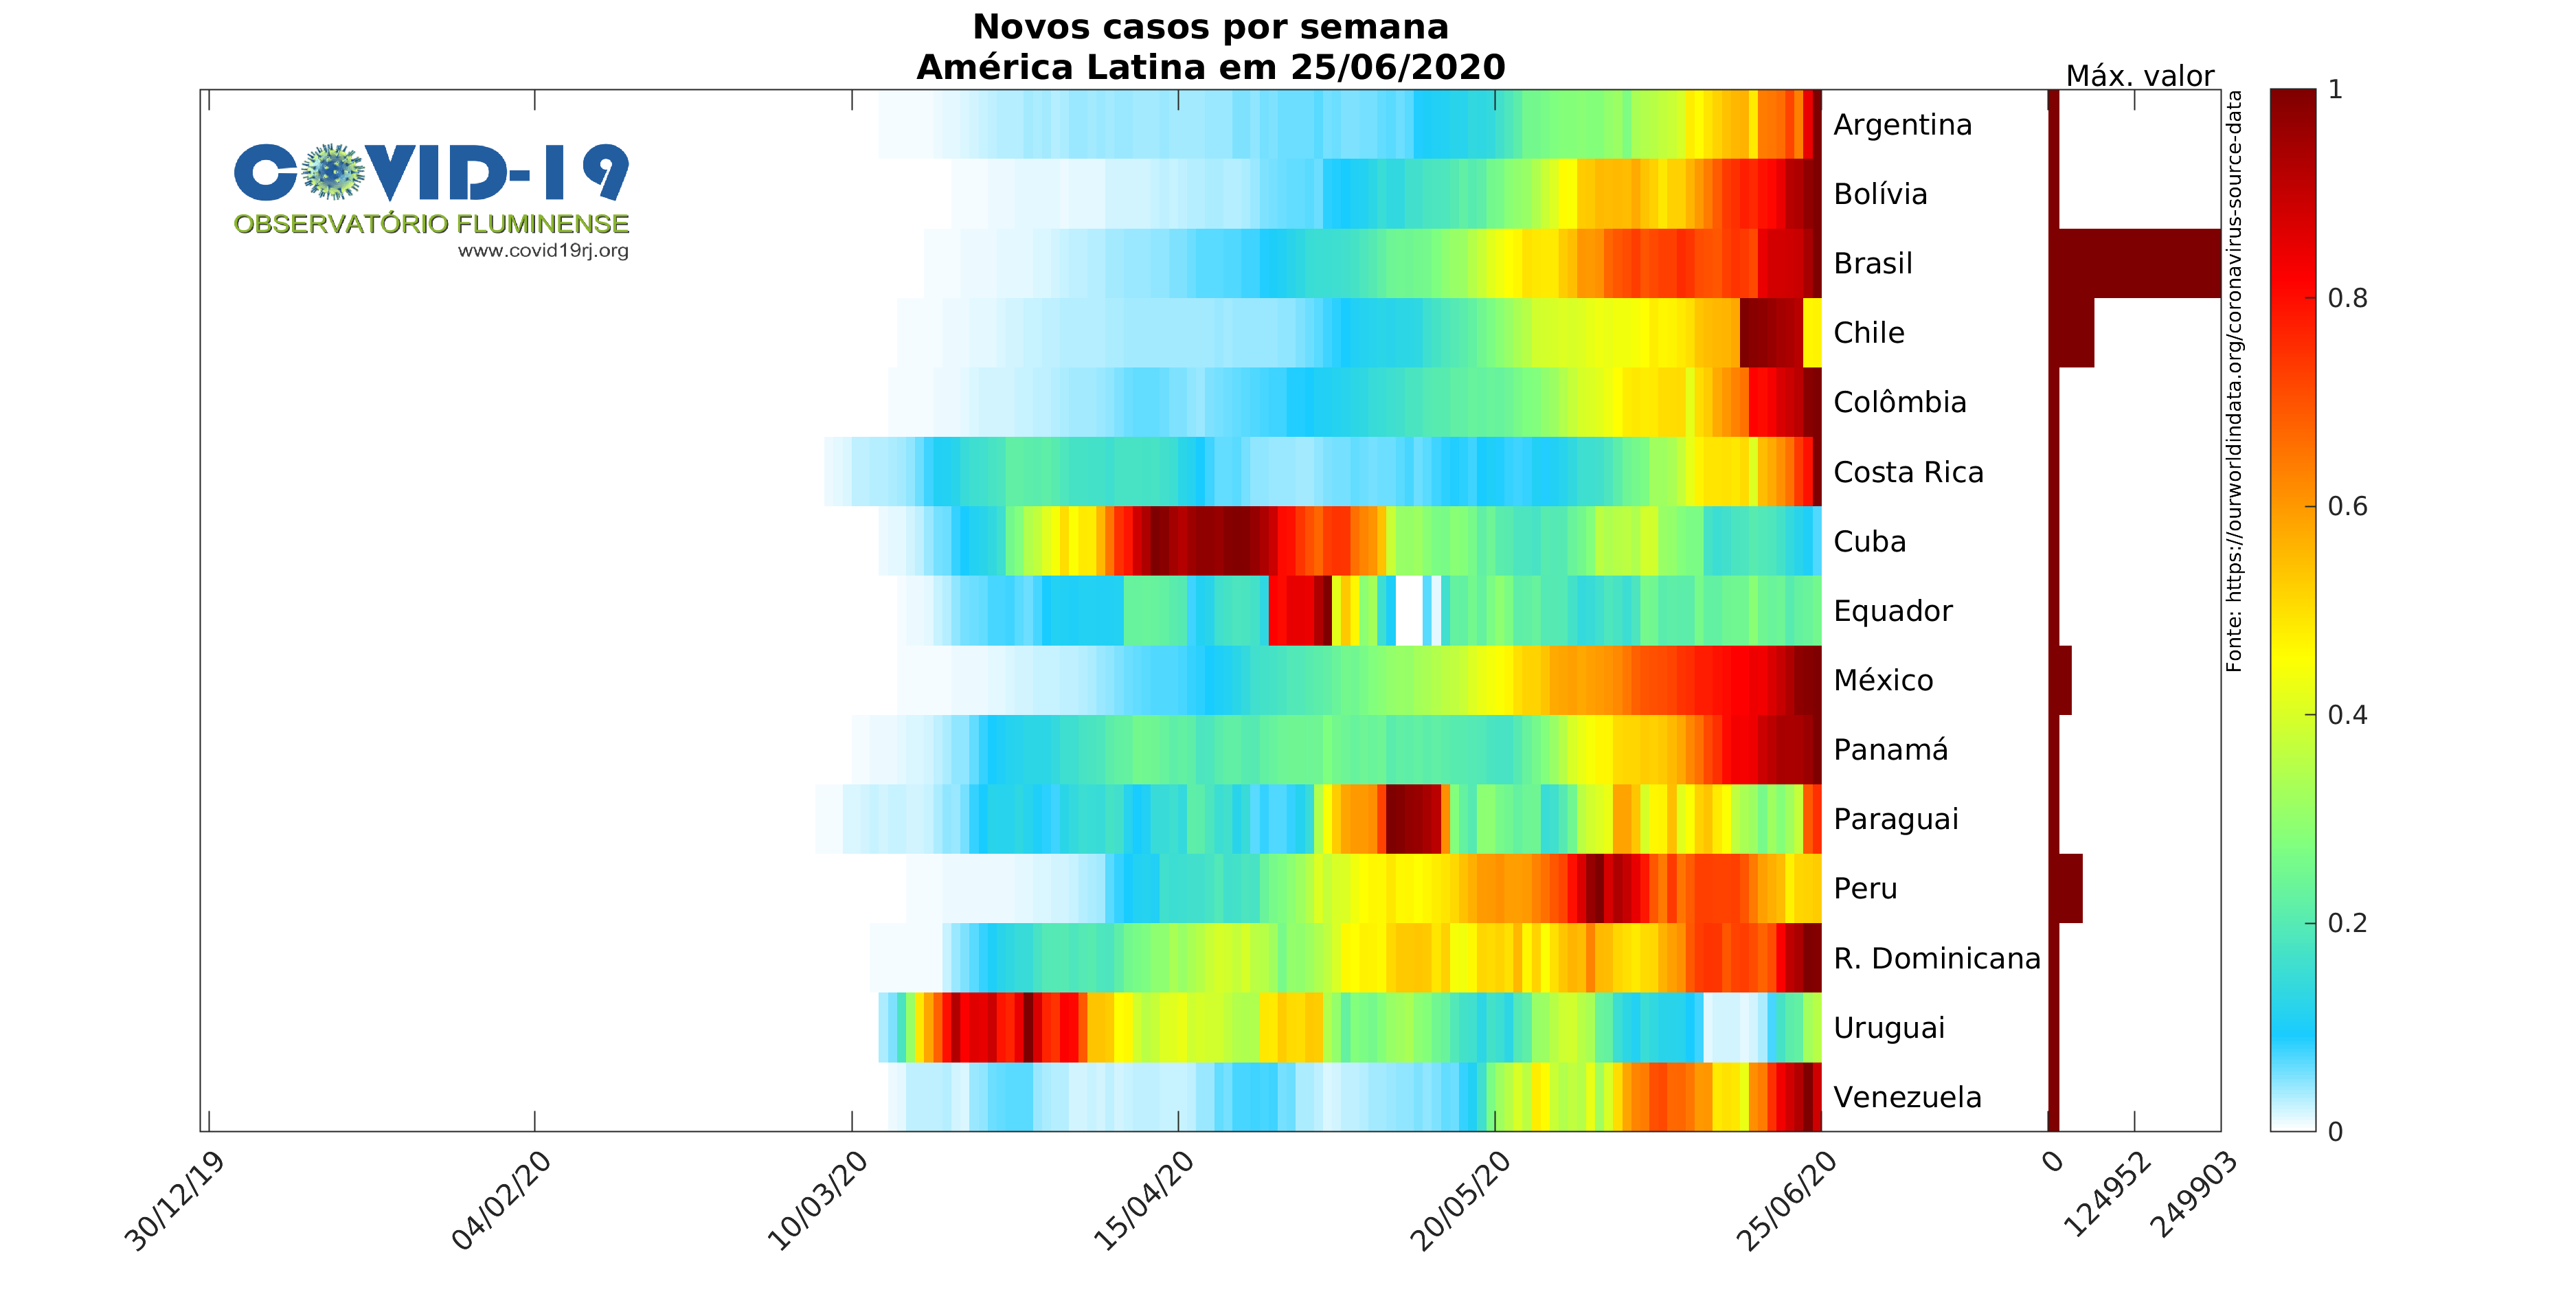 Novos casos por semana
América Latina em 25/06/2020
Máx. valor
COVID-19
OBSERVATÓRIO FLUMINENSE
www.covid19rj.org
Argentina
Bolívia
Brasil
Chile
Colômbia
Costa Rica
Cuba
Equador
México
Panamá
Paraguai
Peru
R. Dominicana
Uruguai
Venezuela
Fonte: https://ourworldindata.org/coronavirus-source-data
1
0.8
0.6
0.4
0.2
0
30/12/19
04/02/20
10/03/20
15/04/20
20/05/20
25/06/20
0
124952
249903